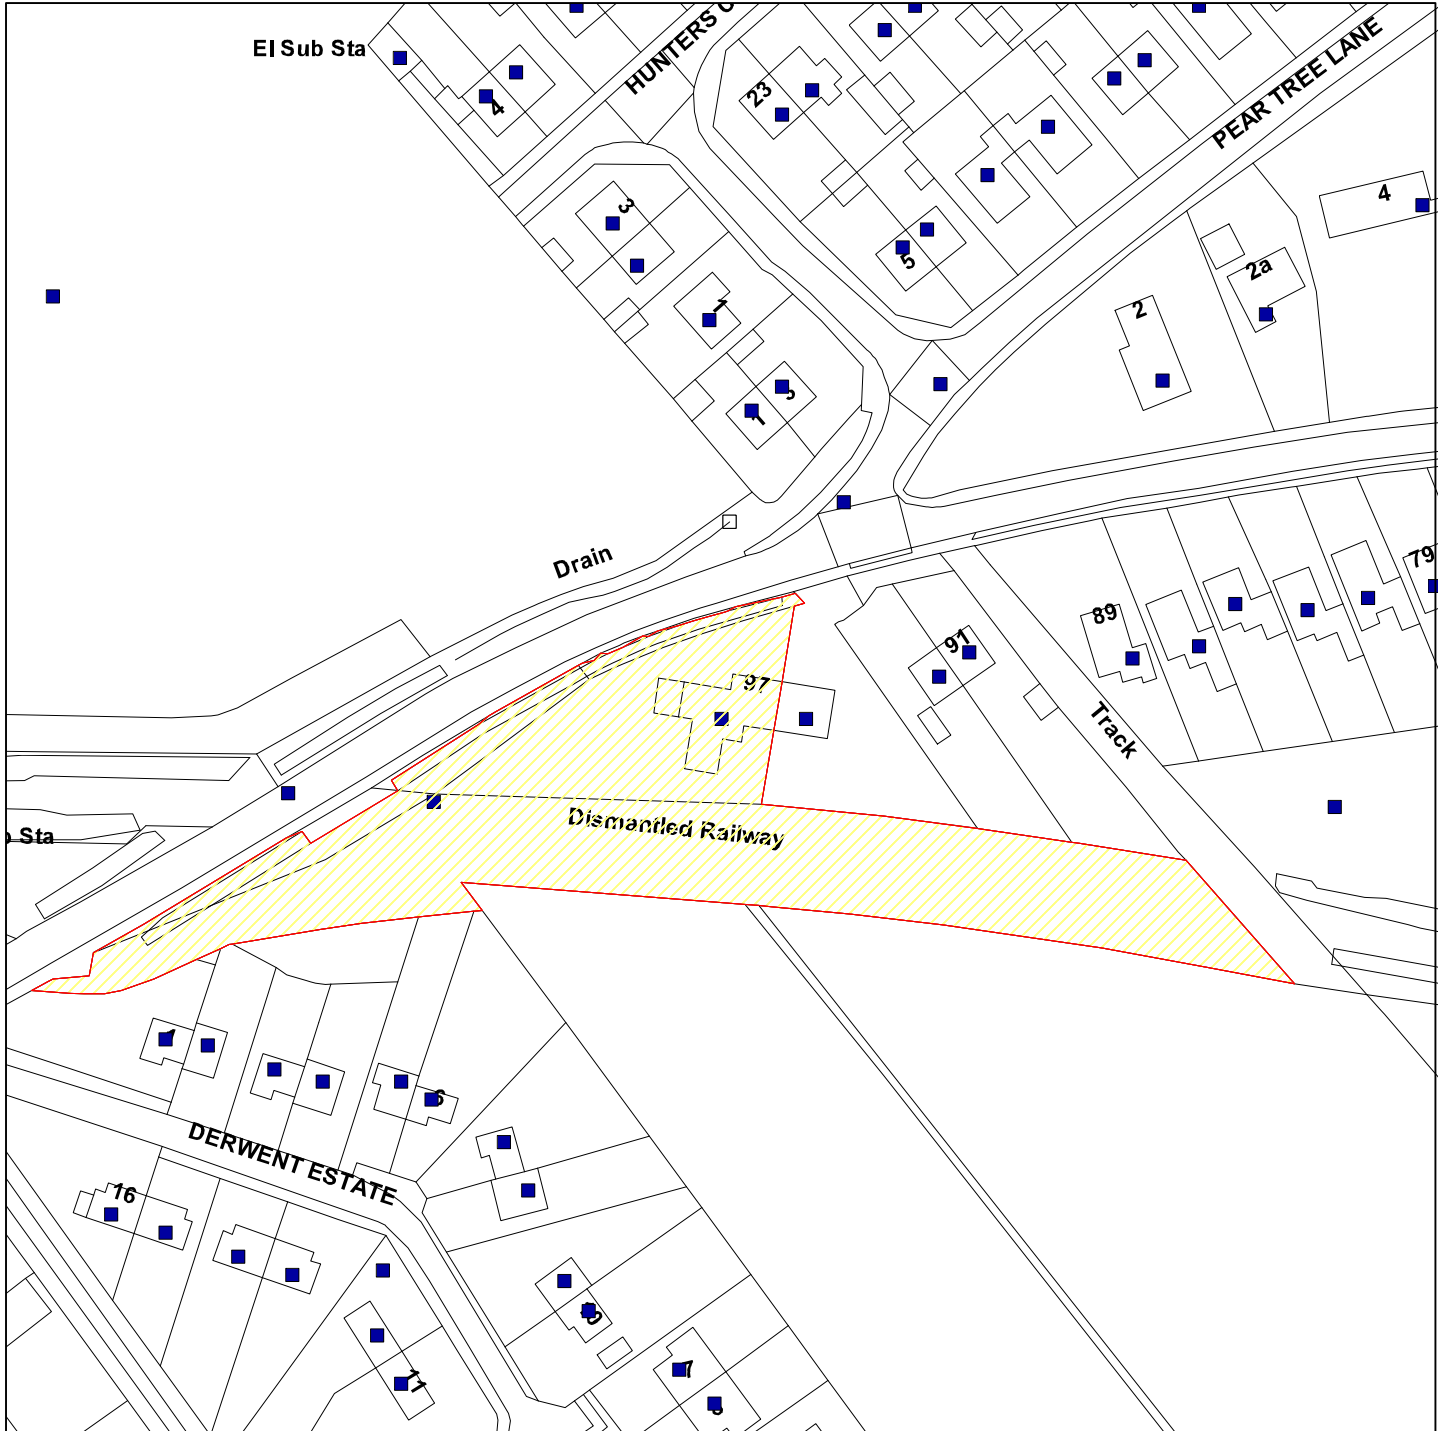 El Sub Sta
HUNTERS C
PEAR TREE LANE
4
23
3
5
4
2a
2
1
Drain
79
89
91
97
Track
Dismantled Railway
Sta
6
DERWENT ESTATE
16
11
7